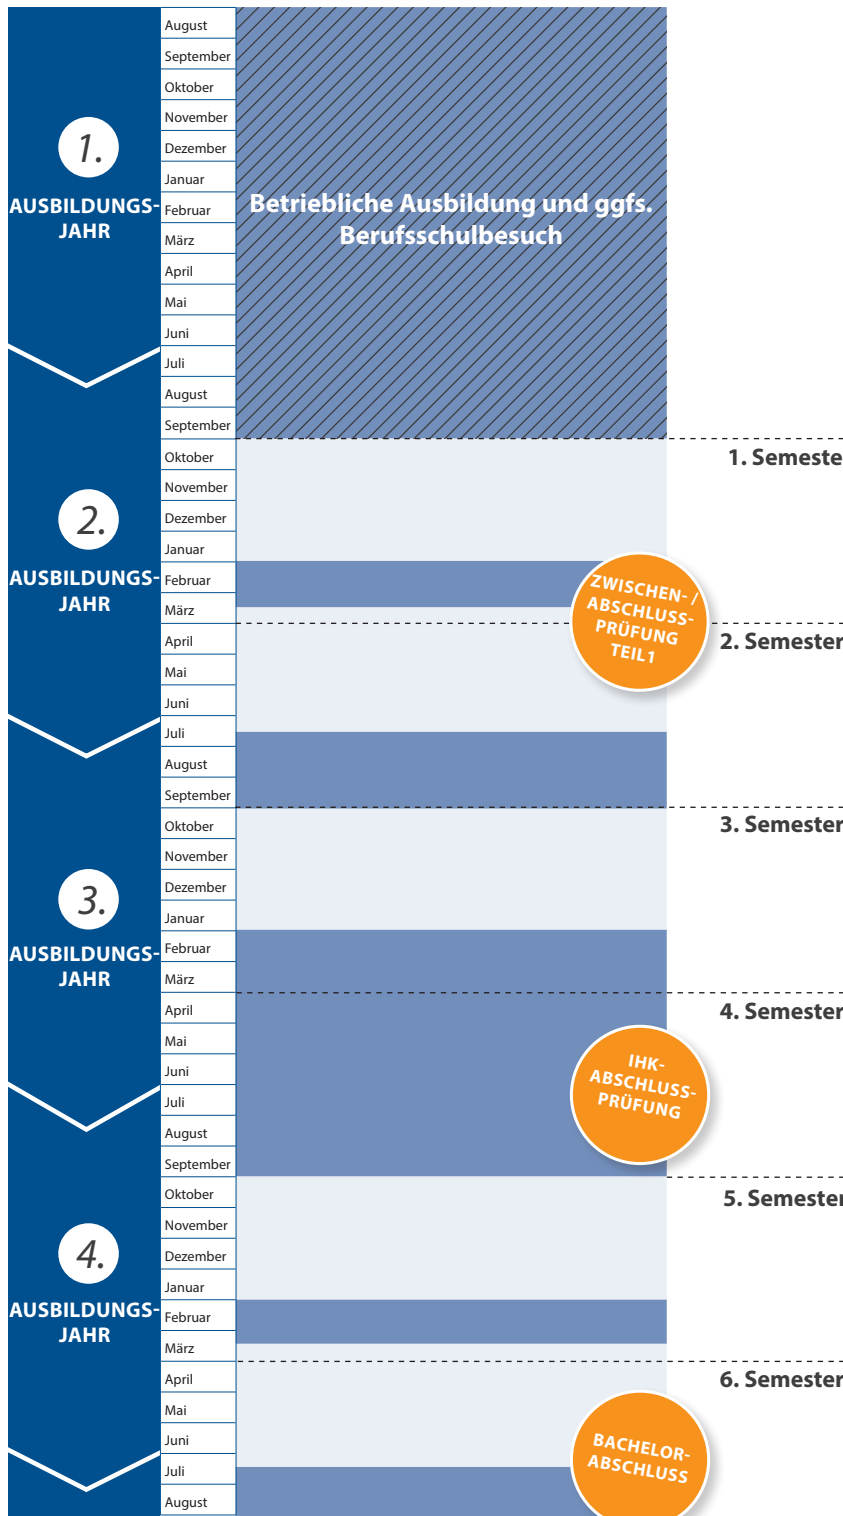 August
September
Oktober
November
Dezember
Januar
Februar
März
April
Mai
Juni
Juli
August
September
Oktober
November
Dezember
Januar
Februar
März
April
Mai
Juni
Juli
August
September
Oktober
November
Dezember
Januar
Februar
März
April
Mai
Juni
Juli
August
September
Oktober
November
Dezember
Januar
Februar
März
April
Mai
Juni
Juli
August
1.
AUSBILDUNGS-
JAHR
2.
AUSBILDUNGS-
JAHR
3.
AUSBILDUNGS-
JAHR
4.
AUSBILDUNGS-
JAHR
Betriebliche Ausbildung und ggfs.
Berufsschulbesuch
1. Semeste
ZWISCHEN- /
ABSCHLUSS-
PRÜFUNG
TEIL1
2. Semester
3. Semester
4. Semester
IHK-
ABSCHLUSS-
PRÜFUNG
5. Semester
6. Semester
BACHELOR-
ABSCHLUSS